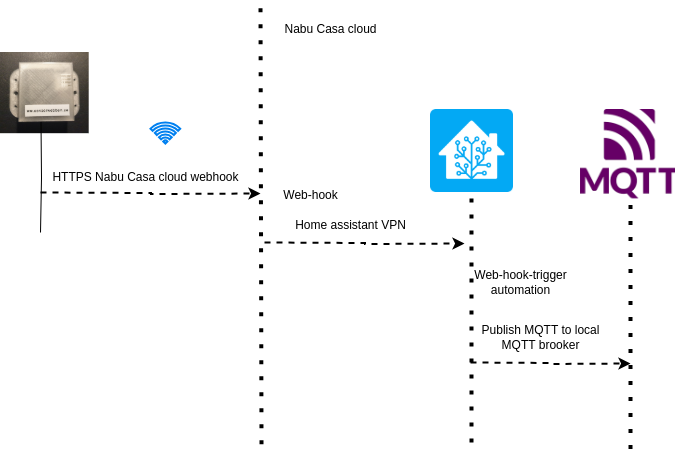 Nabu Casa cloud
HTTPS Nabu Casa cloud webhook
Web-hook
Home assistant VPN
MQTT
Web-hook-trigger
automation
Publish MQTT to local
MQTT brooker